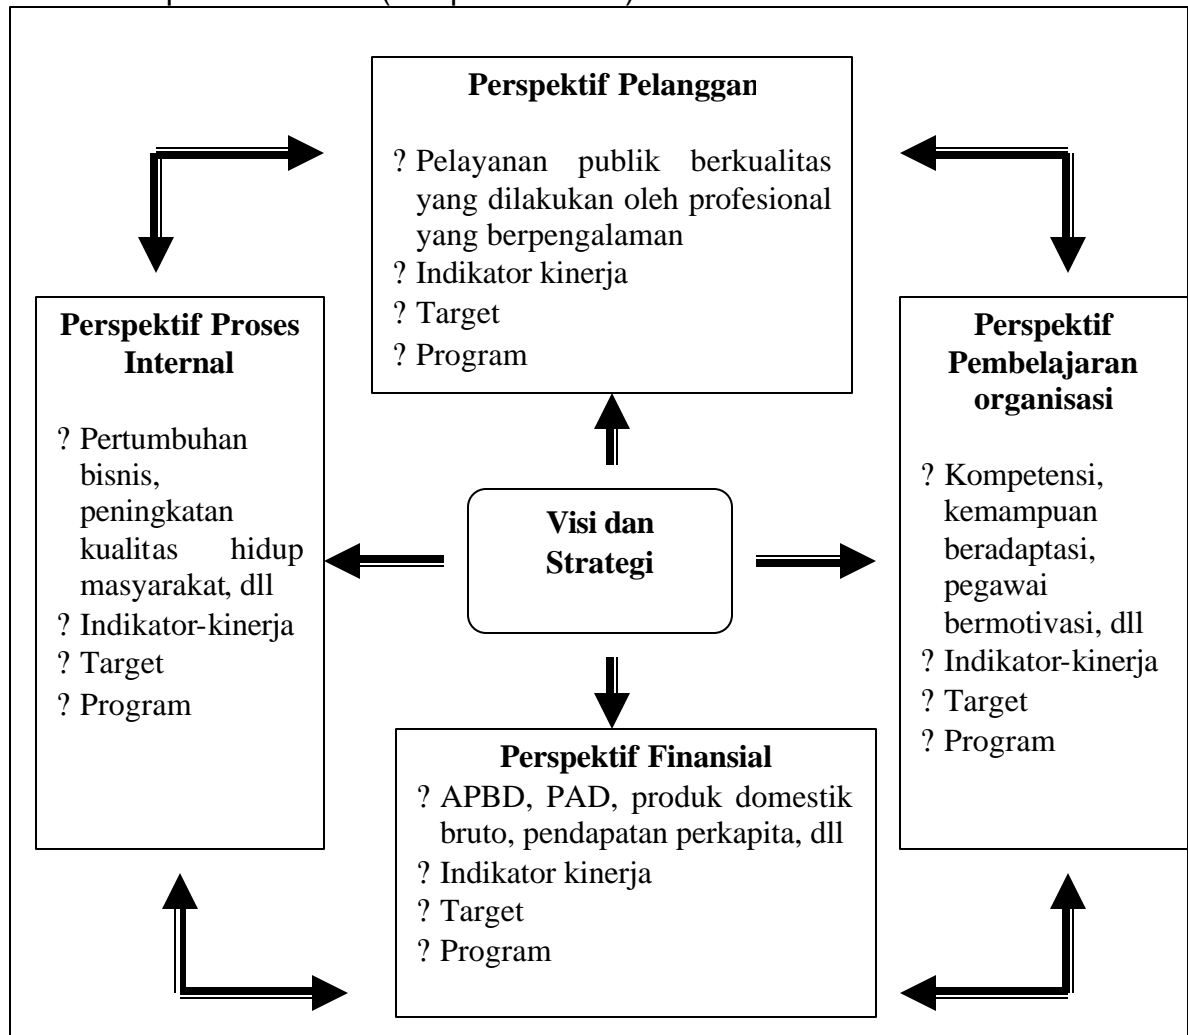 Perspektif Pelanggan
? Pelayanan publik berkualitas
yang dilakukan oleh profesional
yang berpengalaman
? Indikator kinerja
? Target
? Program
Perspektif Proses
Internal
? Pertumbuhan
bisnis,
peningkatan
kualitas hidup
masyarakat, dll
? Indikator-kinerja
? Target
? Program
Visi dan
Strategi
Perspektif
Pembelajaran
organisasi
? Kompetensi,
kemampuan
beradaptasi,
pegawai
bermotivasi, dll
? Indikator-kinerja
? Target
? Program
Perspektif Finansial
? APBD, PAD, produk domestik
bruto, pendapatan perkapita, dll
? Indikator kinerja
? Target
? Program